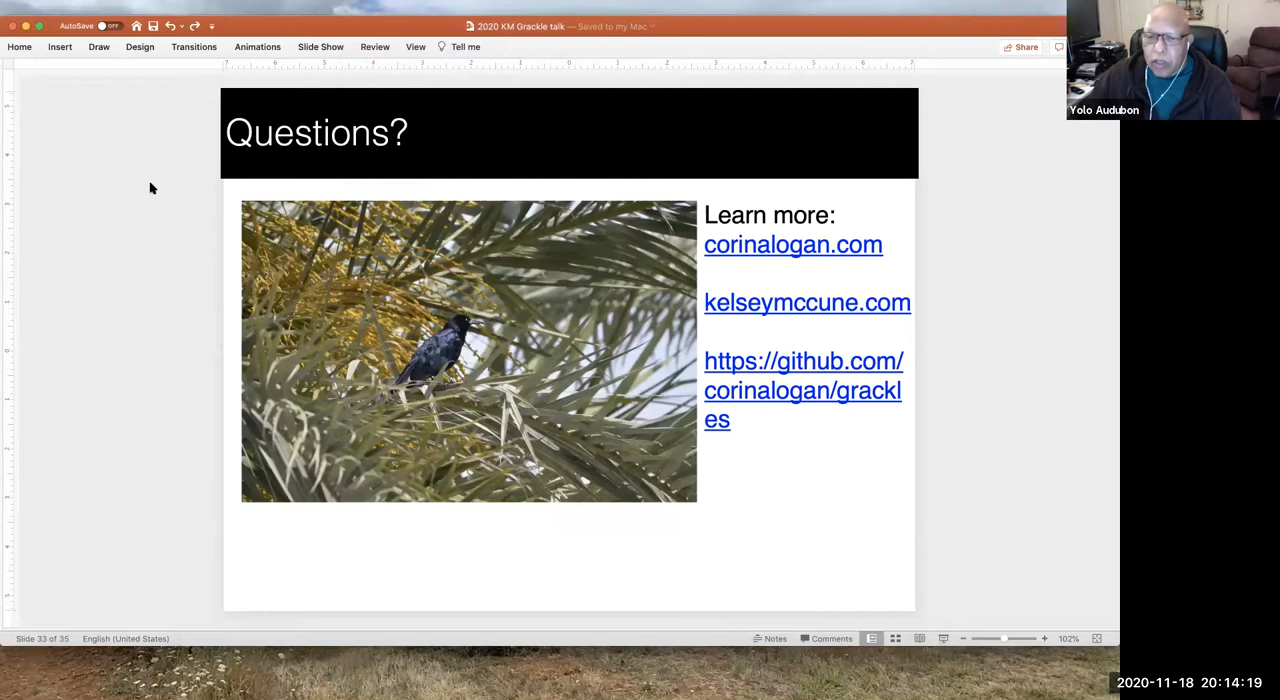 AutoSave OFF
2020 KM Grackle talk — Saved to my Mac
Home Insert Draw Design Transitions Animations Slide Show Review View Tell me Share
Yolo Audubon
Questions?
Learn more:
corinalogan.com
kelseymccune.com
https://github.com/
corinalogan/grackl
es
Slide 33 of 35 English (United States) Notes Comments 102%
2020-11-18 20:14:19